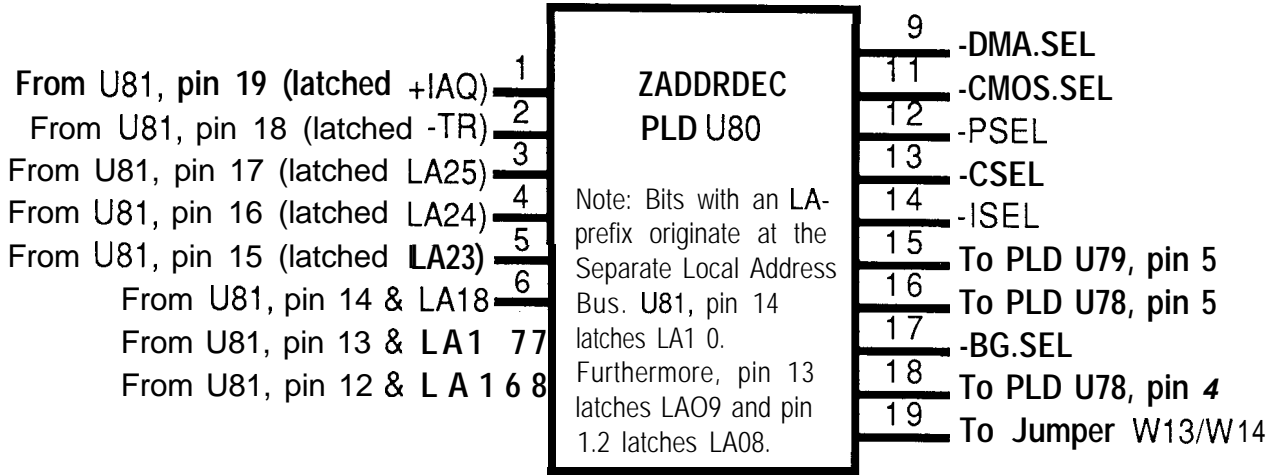 From U81, pin 19 (latched +IAQ) 1
From U81, pin 18 (latched -TR) 2
From U81, pin 17 (latched LA25) 3
From U81, pin 16 (latched LA24) 4
From U81, pin 15 (latched LA23) 5
From U81, pin 14 & LA18 6
From U81, pin 13 & LA1 77
From U81, pin 12 & LA168
ZADDRDEC
PLD U80
Note: Bits with an LA-
prefix originate at the
Separate Local Address
Bus. U81, pin 14
latches LA1 0.
Furthermore, pin 13
latches LAO9 and pin
1.2 latches LA08.
9 -DMA.SEL
11 -CMOS.SEL
12 -PSEL
13 -CSEL
14 -ISEL
15 To PLD U79, pin 5
16 To PLD U78, pin 5
17 -BG.SEL
18 To PLD U78, pin 4
19 To Jumper W13/W14